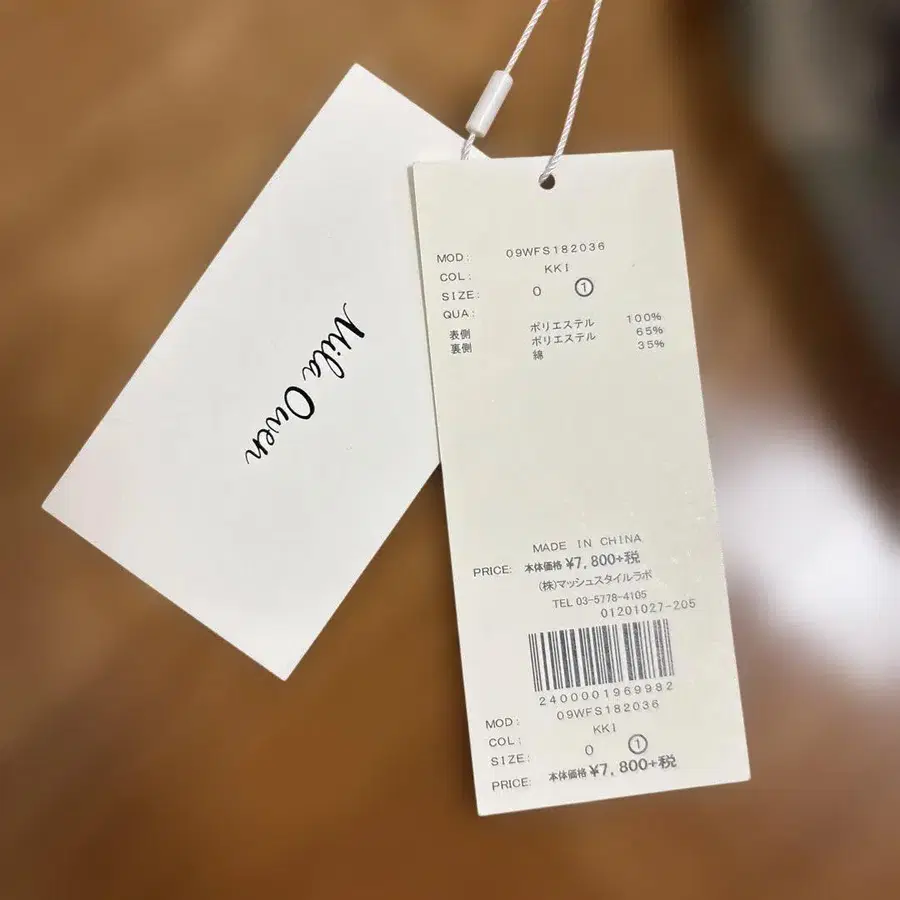 Mila Owen
MOD: 09WFS182036
COL: KKI
SIZE: 0 ①
QUA:
表側 ポリエステル 100%
裏側 ポリエステル 65%
綿 35%
MADE IN CHINA
PRICE: 本体価格 ¥7,800+税
(株)マッシュスタイルラボ
TEL 03-5778-4105
01201027-205
2400001969982
MOD: 09WFS182036
COL: KKI
SIZE: 0 ①
PRICE: 本体価格 ¥7,800+税